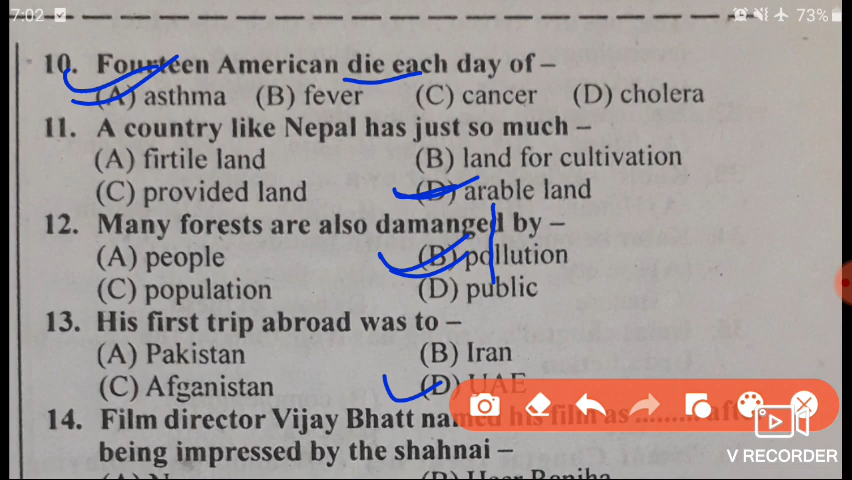 7:02 73%
10. Fourteen American die each day of –
(A) asthma (B) fever (C) cancer (D) cholera
11. A country like Nepal has just so much –
(A) firtile land (B) land for cultivation
(C) provided land (D) arable land
12. Many forests are also damanged by –
(A) people (B) pollution
(C) population (D) public
13. His first trip abroad was to –
(A) Pakistan (B) Iran
(C) Afganistan (D) UAE
14. Film director Vijay Bhatt named his film as ......... aft
being impressed by the shahnai –
V RECORDER